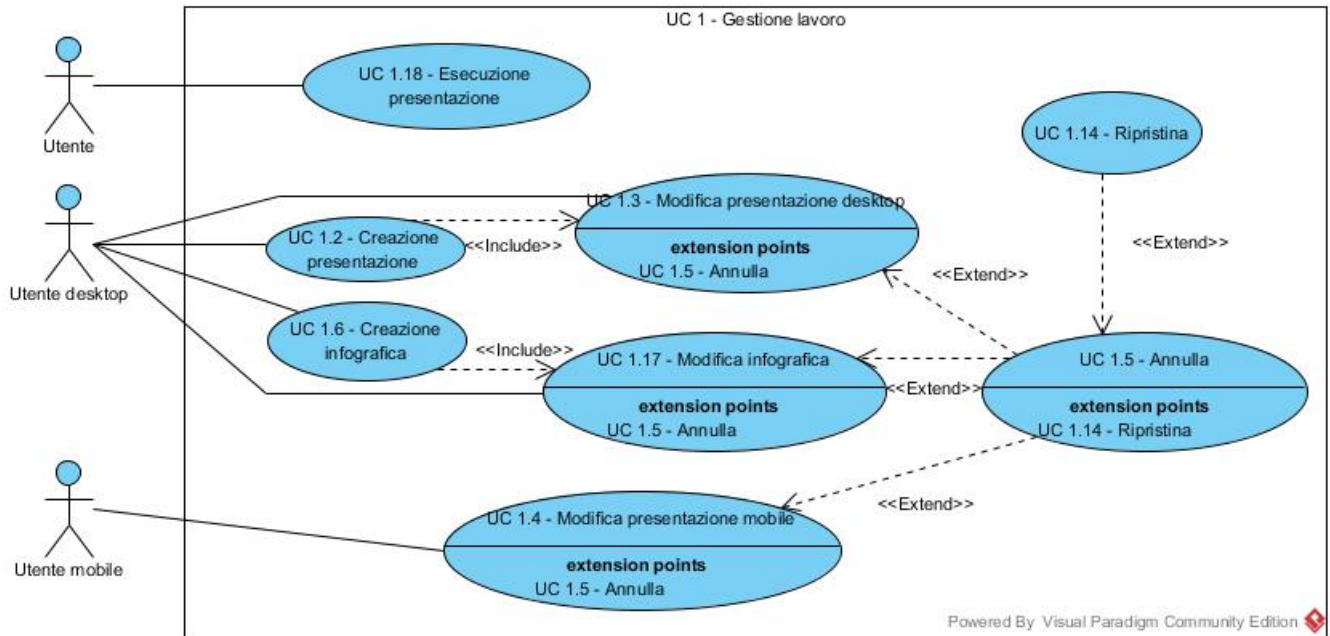 UC 1 - Gestione lavoro
UC 1.18 - Esecuzione
presentazione
Utente
UC 1.14 - Ripristina
UC 1.3 - Modifica presentazione desktop
extension points
UC 1.5 - Annulla
<<Include>>
UC 1.2 - Creazione
presentazione
<<Extend>>
<<Extend>>
Utente desktop
UC 1.6 - Creazione
infografica
<<Include>>
UC 1.17 - Modifica infografica
extension points
UC 1.5 - Annulla
<<Extend>>
UC 1.5 - Annulla
extension points
UC 1.14 - Ripristina
<<Extend>>
Utente mobile
UC 1.4 - Modifica presentazione mobile
extension points
UC 1.5 - Annulla
Powered By Visual Paradigm Community Edition